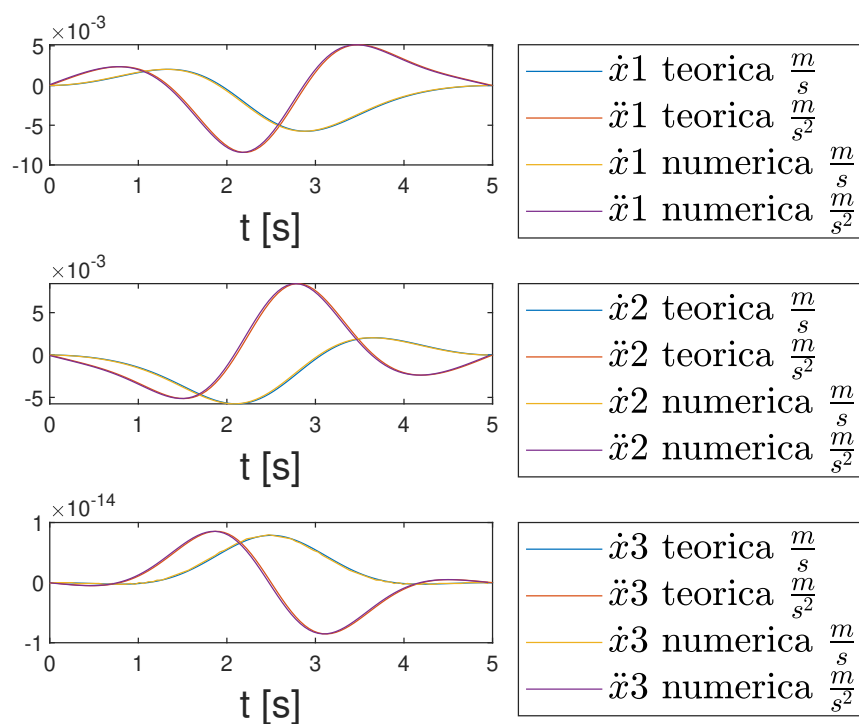 ×10-3
5
0
-5
-10
0 1 2 3 4 5
t [s]
ẋ1 teorica m/s
ẍ1 teorica m/s²
ẋ1 numerica m/s
ẍ1 numerica m/s²
×10-3
5
0
-5
0 1 2 3 4 5
t [s]
ẋ2 teorica m/s
ẍ2 teorica m/s²
ẋ2 numerica m/s
ẍ2 numerica m/s²
×10-14
1
0
-1
0 1 2 3 4 5
t [s]
ẋ3 teorica m/s
ẍ3 teorica m/s²
ẋ3 numerica m/s
ẍ3 numerica m/s²